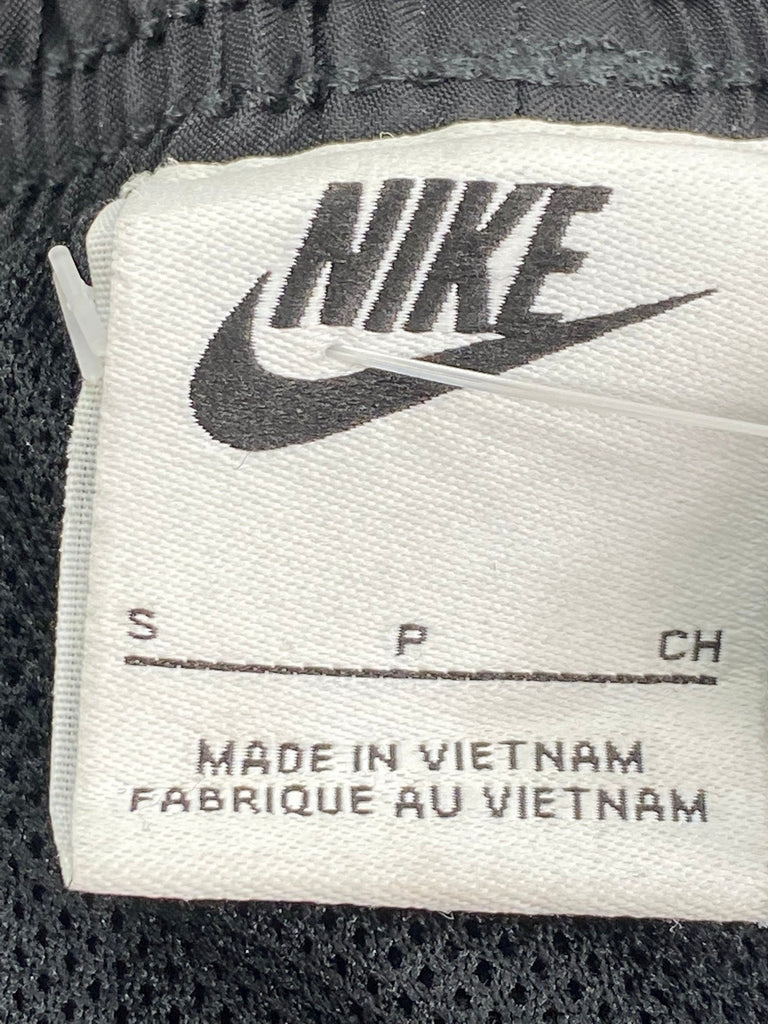 NIKE
S P CH
MADE IN VIETNAM
FABRIQUE AU VIETNAM